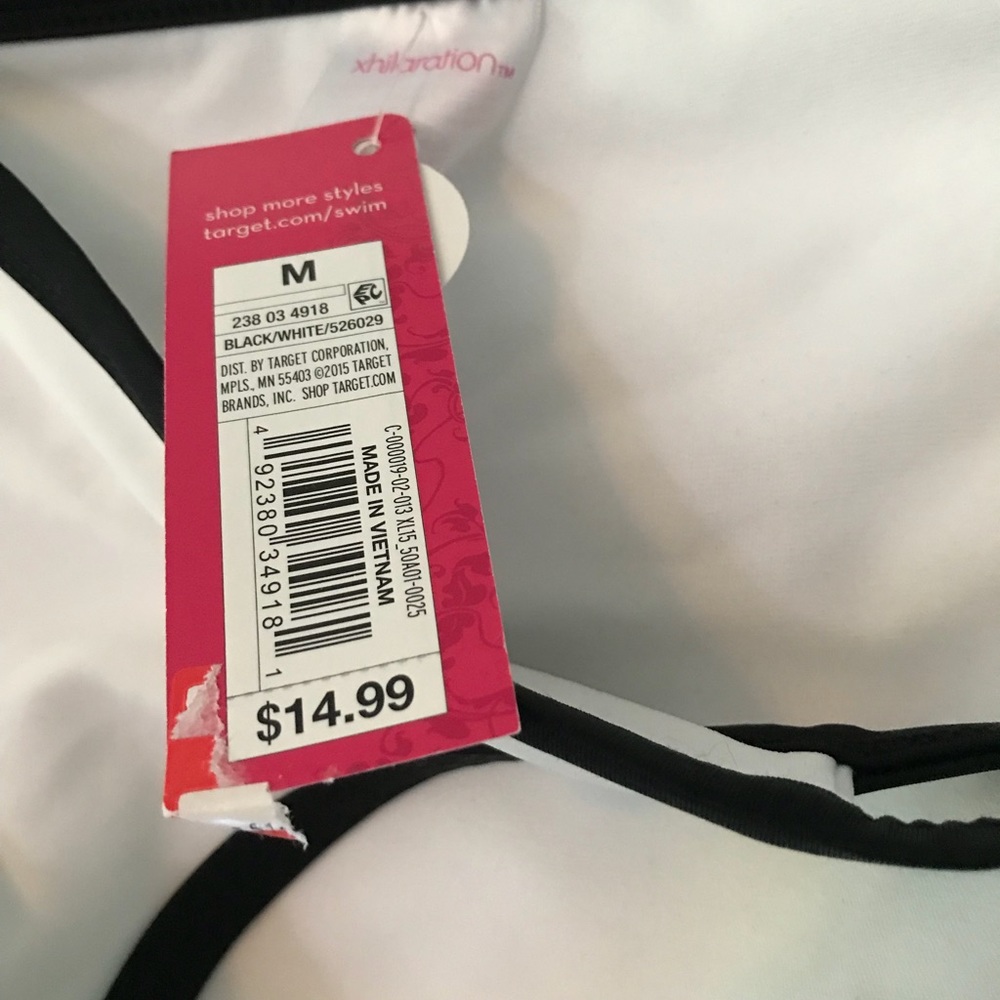 xhilaration™
shop more styles
target.com/swim
M
238 03 4918
BLACK/WHITE/526029
DIST. BY TARGET CORPORATION,
MPLS., MN 55403 ©2015 TARGET
BRANDS, INC. SHOP TARGET.COM
C-000019-02-013 XL15_50A01-0025
MADE IN VIETNAM
4 92380 34918 1
$14.99